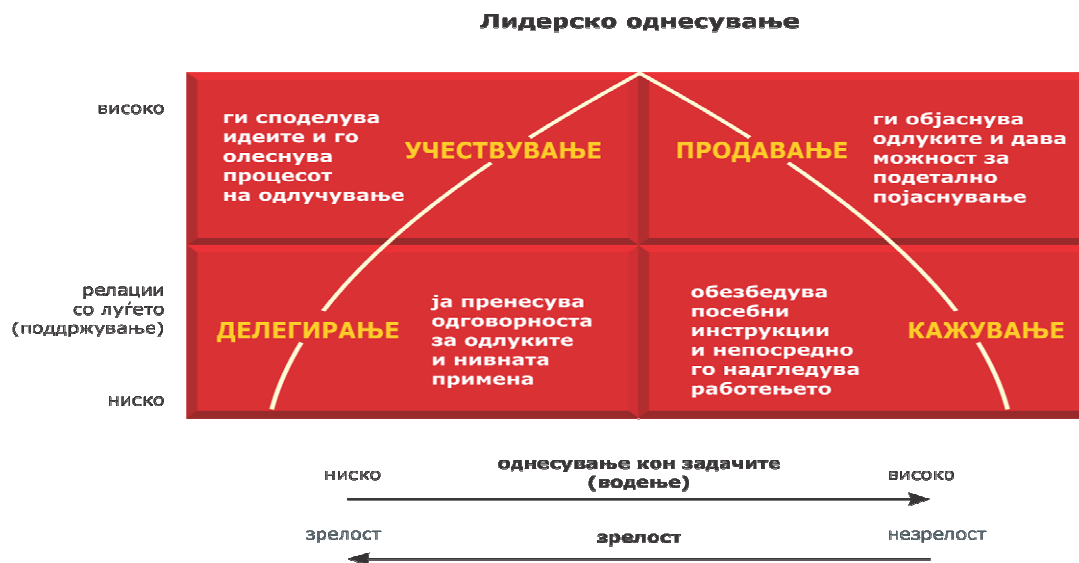 Лидерско однесување
високо
ги споделува
идеите и го
олеснува
процесот
на одлучување
УЧЕСТВУВАЊЕ
ПРОДАВАЊЕ
ги објаснува
одлуките и дава
можност за
подетално
појаснување
релации
со луѓето
(поддржување)
ДЕЛЕГИРАЊЕ
ја пренесува
одговорноста
за одлуките
и нивната
примена
обезбедува
посебни
инструкции
и непосредно
го надгледува
работењето
КАЖУВАЊЕ
ниско
ниско
однесување кон задачите
(водење)
високо
зрелост
зрелост
незрелост